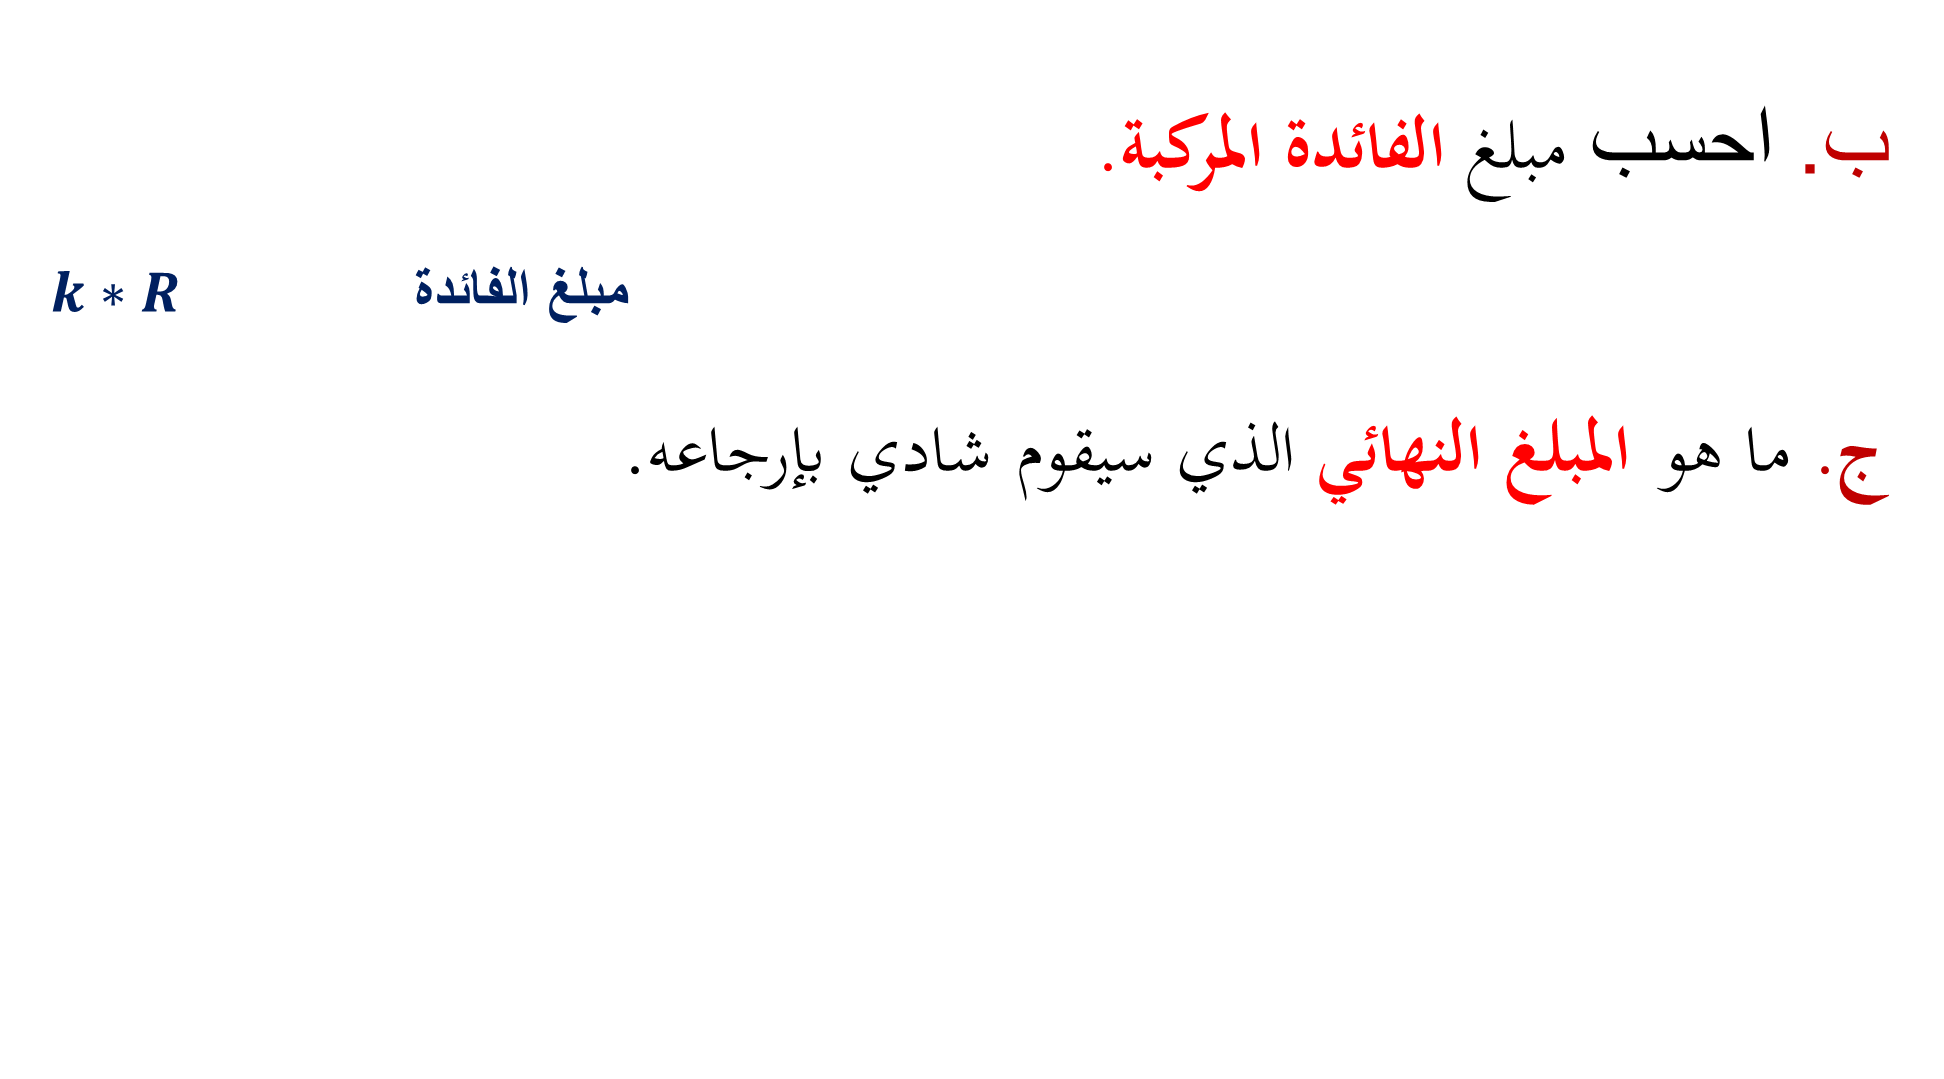 ب. احسب مبلغ الفائدة المركبة.
مبلغ الفائدة k * R
ج. ما هو المبلغ النهائي الذي سيقوم شادي بإرجاعه.